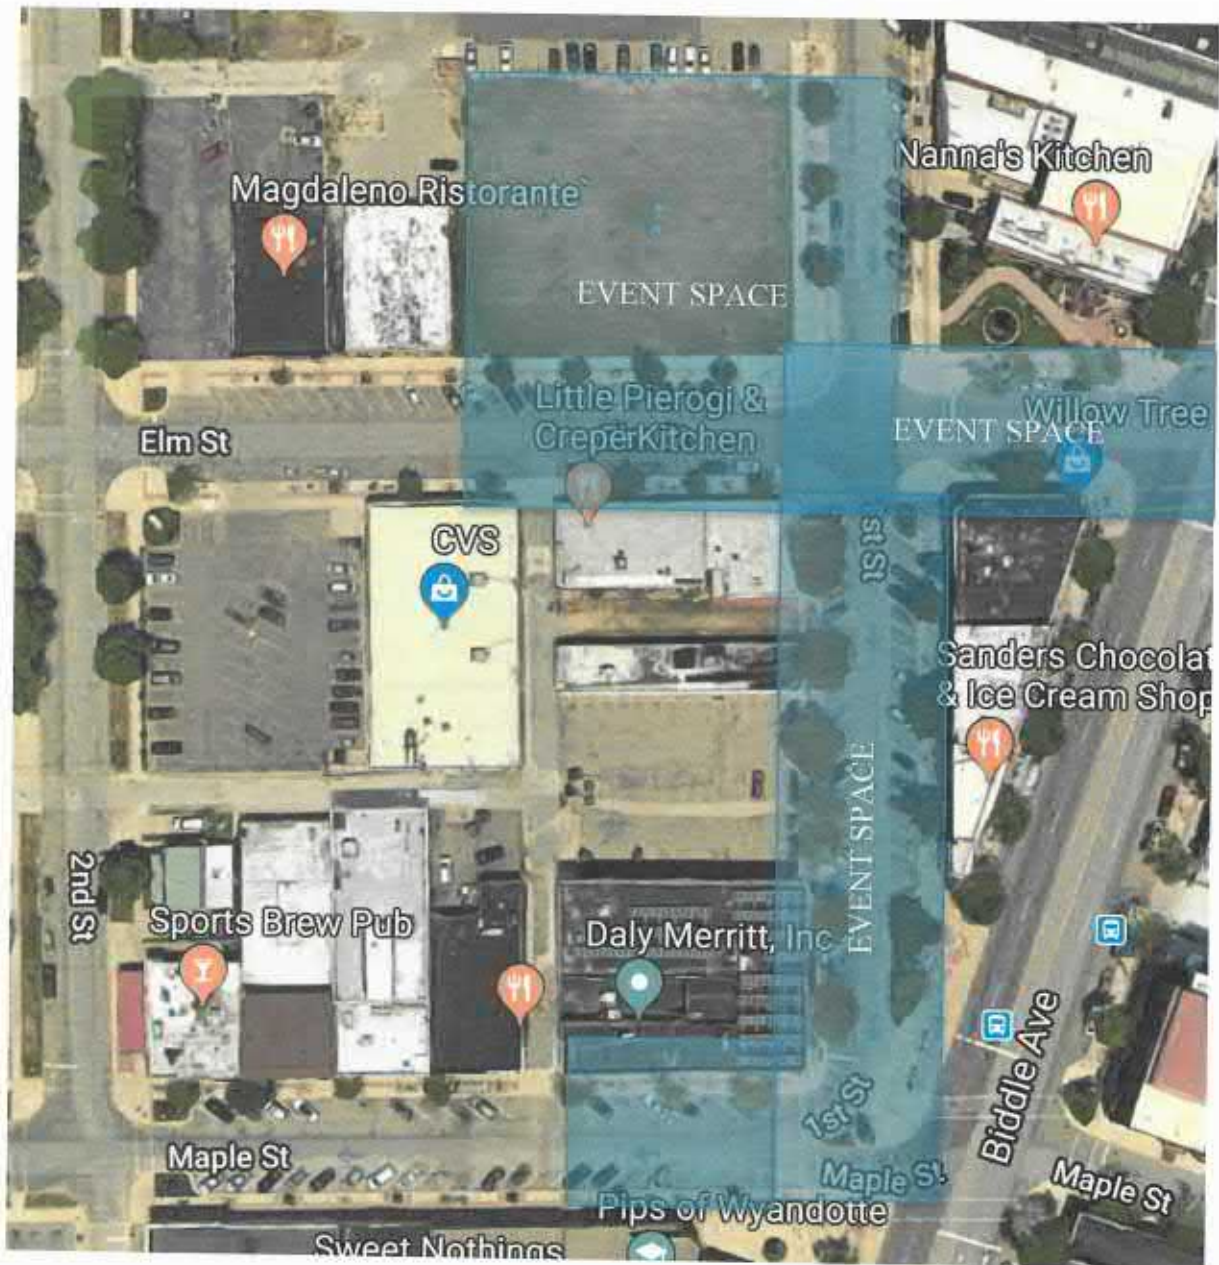 Nanna's Kitchen
Magdaleno Ristorante
EVENT SPACE
Little Pierogi &
Creper Kitchen
Willow Tree
EVENT SPACE
Elm St
CVS
1st St
Sanders Chocolat
& Ice Cream Shop
EVENT SPACE
2nd St
Sports Brew Pub
Daly Merritt, Inc
Biddle Ave
1st St
Maple St
Maple St
Maple St
Pips of Wyandotte
Sweet Nothings